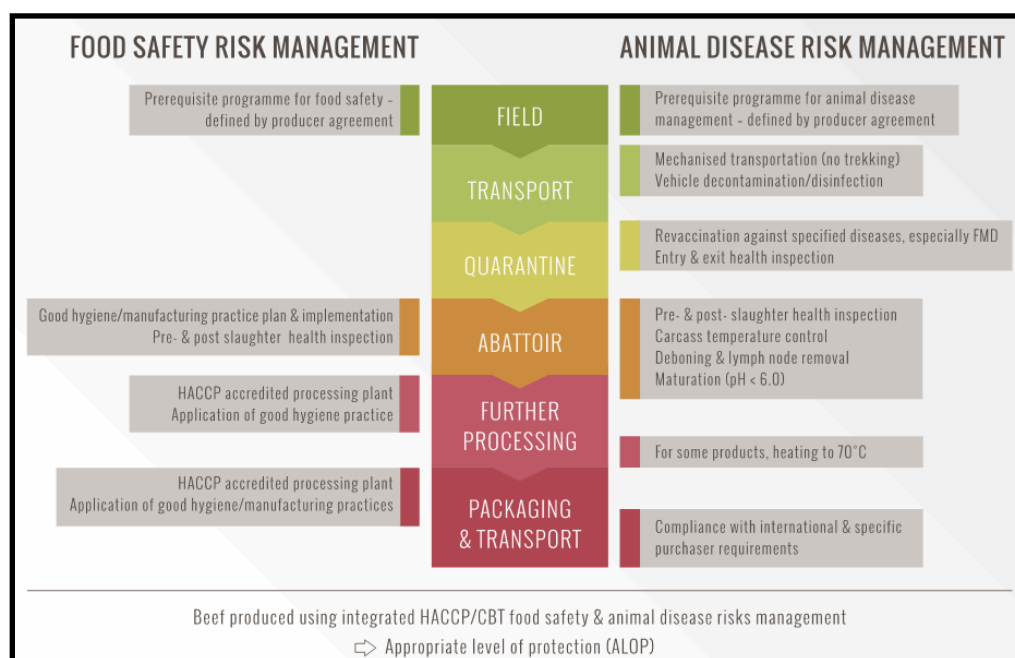 FOOD SAFETY RISK MANAGEMENT
ANIMAL DISEASE RISK MANAGEMENT
Prerequisite programme for food safety –
defined by producer agreement
FIELD
Prerequisite programme for animal disease
management – defined by producer agreement
TRANSPORT
Mechanised transportation (no trekking)
Vehicle decontamination/disinfection
QUARANTINE
Revaccination against specified diseases, especially FMD
Entry & exit health inspection
Good hygiene/manufacturing practice plan & implementation
Pre- & post slaughter health inspection
ABATTOIR
Pre- & post- slaughter health inspection
Carcass temperature control
Deboning & lymph node removal
Maturation (pH < 6.0)
HACCP accredited processing plant
Application of good hygiene practice
FURTHER
PROCESSING
For some products, heating to 70°C
HACCP accredited processing plant
Application of good hygiene/manufacturing practices
PACKAGING
& TRANSPORT
Compliance with international & specific
purchaser requirements
Beef produced using integrated HACCP/CBT food safety & animal disease risks management
⇨ Appropriate level of protection (ALOP)